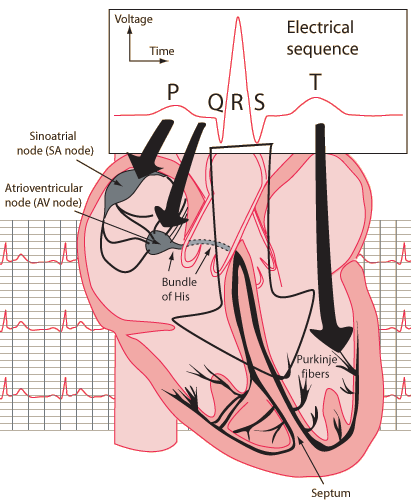 Voltage
Time
Electrical
sequence
P
Q R S
T
Sinoatrial
node (SA node)
Atrioventricular
node (AV node)
Bundle
of His
Purkinje
fibers
Septum